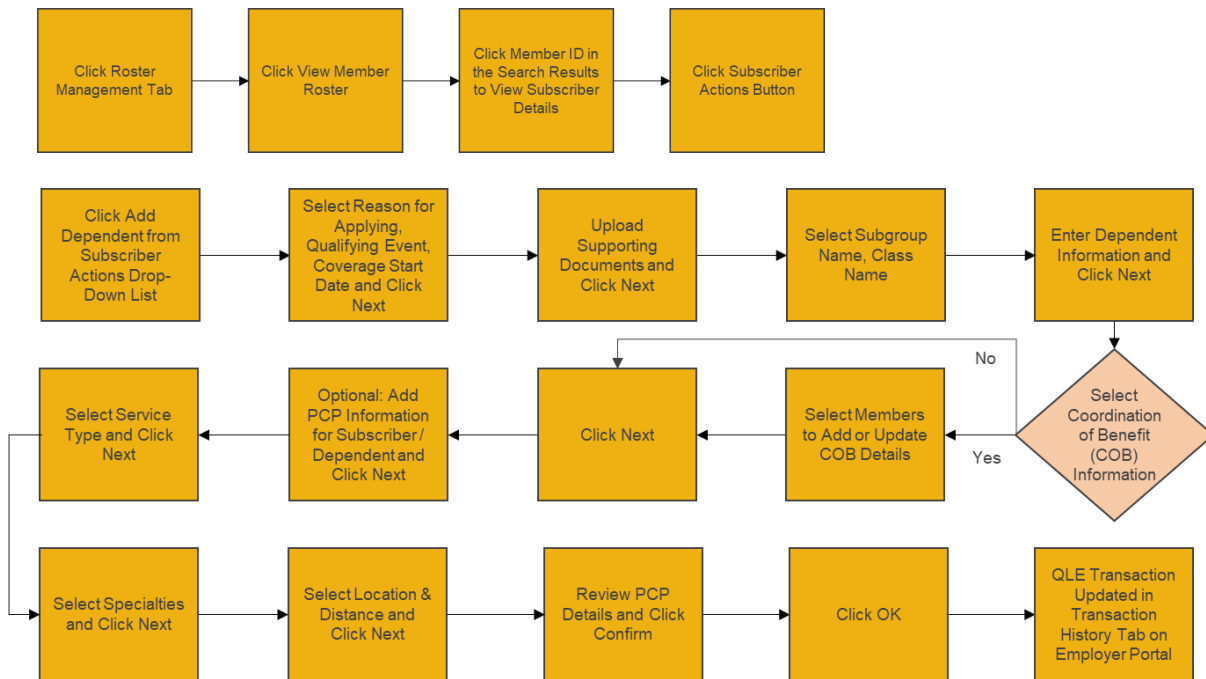 Click Roster
Management Tab
Click View Member
Roster
Click Member ID in
the Search Results
to View Subscriber
Details
Click Subscriber
Actions Button
Click Add
Dependent from
Subscriber
Actions Drop-
Down List
Select Reason for
Applying,
Qualifying Event,
Coverage Start
Date and Click
Next
Upload
Supporting
Documents and
Click Next
Select Subgroup
Name, Class
Name
Enter Dependent
Information and
Click Next
Select
Coordination
of Benefit
(COB)
Information
No
Yes
Select Members
to Add or Update
COB Details
Click Next
Optional: Add
PCP Information
for Subscriber /
Dependent and
Click Next
Select Service
Type and Click
Next
Select Specialties
and Click Next
Select Location &
Distance and
Click Next
Review PCP
Details and Click
Confirm
Click OK
QLE Transaction
Updated in
Transaction
History Tab on
Employer Portal